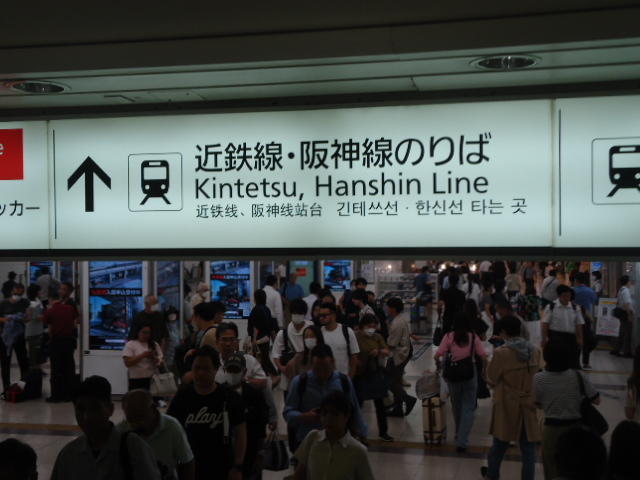 近鉄線・阪神線のりば
Kintetsu, Hanshin Line
近铁线、阪神线站台 긴테쓰선・한신선 타는 곳
ッカー
play